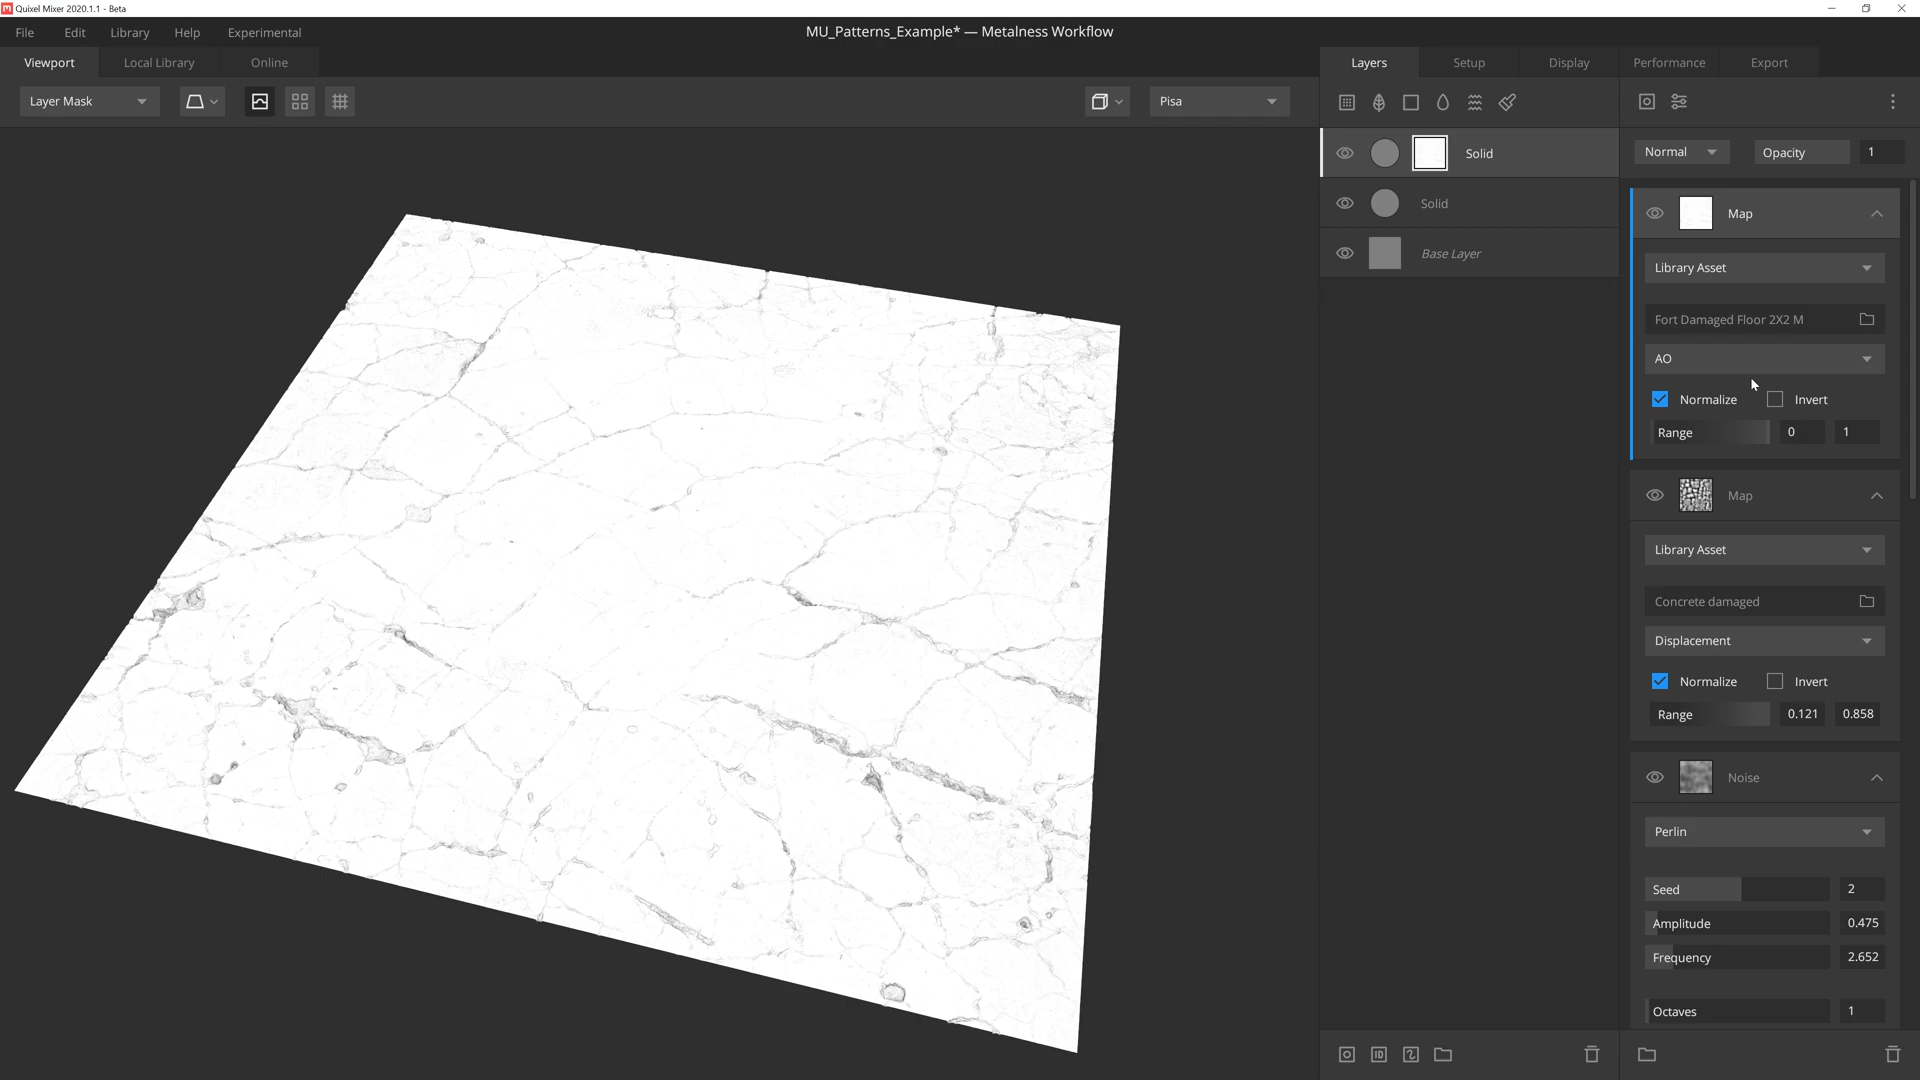 Quixel Mixer 2020.1.1 - Beta
File Edit Library Help Experimental
MU_Patterns_Example* — Metalness Workflow
Viewport Local Library Online
Layers Setup Display Performance Export
Layer Mask
Pisa
Solid
Solid
Base Layer
Normal Opacity 1
Map
Library Asset
Fort Damaged Floor 2X2 M
AO
Normalize Invert
Range 0 1
Map
Library Asset
Concrete damaged
Displacement
Normalize Invert
Range 0.121 0.858
Noise
Perlin
Seed 2
Amplitude 0.475
Frequency 2.652
Octaves 1
ID